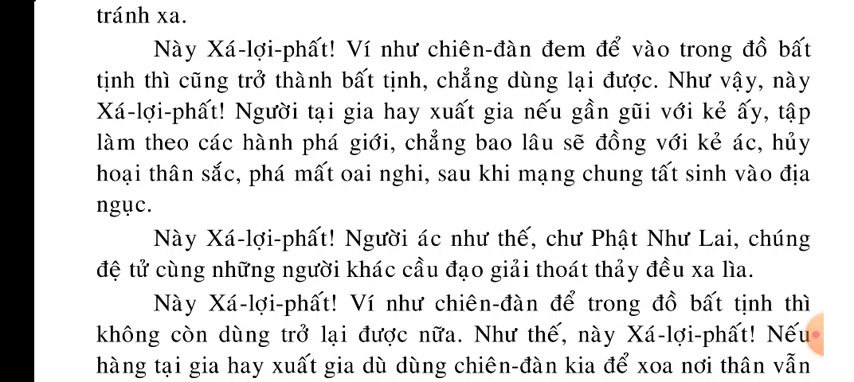 tránh xa.
Này Xá-lợi-phất! Ví như chiên-đàn đem để vào trong đồ bất
tịnh thì cũng trở thành bất tịnh, chẳng dùng lại được. Như vậy, này
Xá-lợi-phất! Người tại gia hay xuất gia nếu gần gũi với kẻ ấy, tập
làm theo các hành phá giới, chẳng bao lâu sẽ đồng với kẻ ác, hủy
hoại thân sắc, phá mất oai nghi, sau khi mạng chung tất sinh vào địa
ngục.
Này Xá-lợi-phất! Người ác như thế, chư Phật Như Lai, chúng
đệ tử cùng những người khác cầu đạo giải thoát thảy đều xa lìa.
Này Xá-lợi-phất! Ví như chiên-đàn để trong đồ bất tịnh thì
không còn dùng trở lại được nữa. Như thế, này Xá-lợi-phất! Nếu
hàng tại gia hay xuất gia dù dùng chiên-đàn kia để xoa nơi thân vẫn